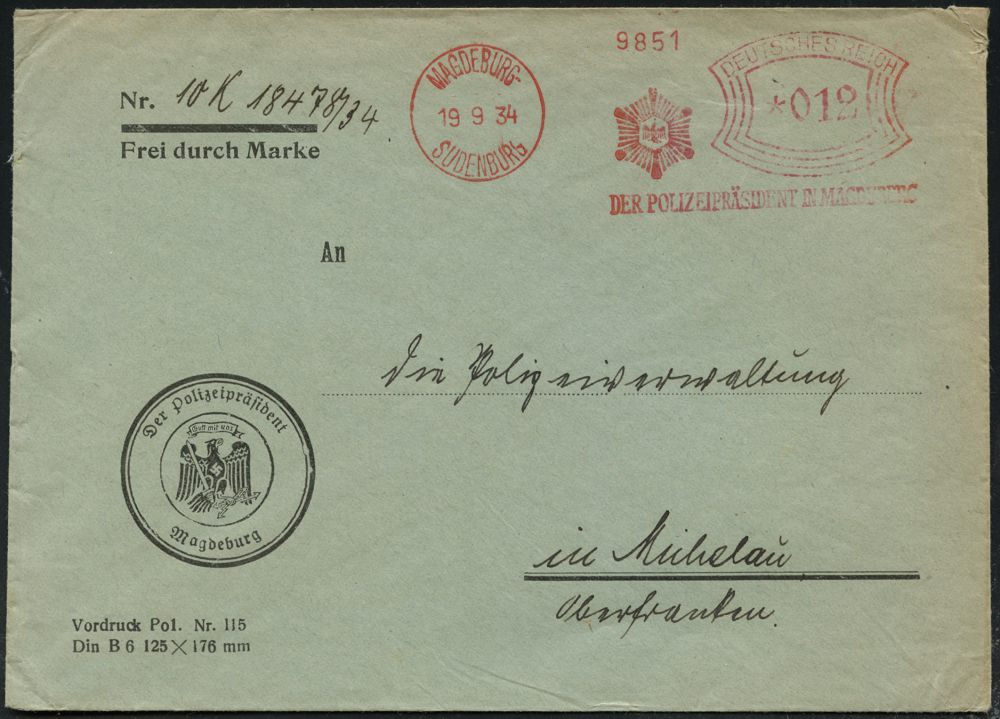 9851
MAGDEBURG-
19 9 34
SUDENBURG
DEUTSCHES REICH
*012
DER POLIZEIPRÄSIDENT IN MAGDEBURG
Nr. 10 K 18478/34
Frei durch Marke
An
die Polizeiverwaltung
Der Polizeipräsident
Gott mit uns
Magdeburg
in Michelau
Oberfranken.
Vordruck Pol. Nr. 115
Din B 6 125 × 176 mm